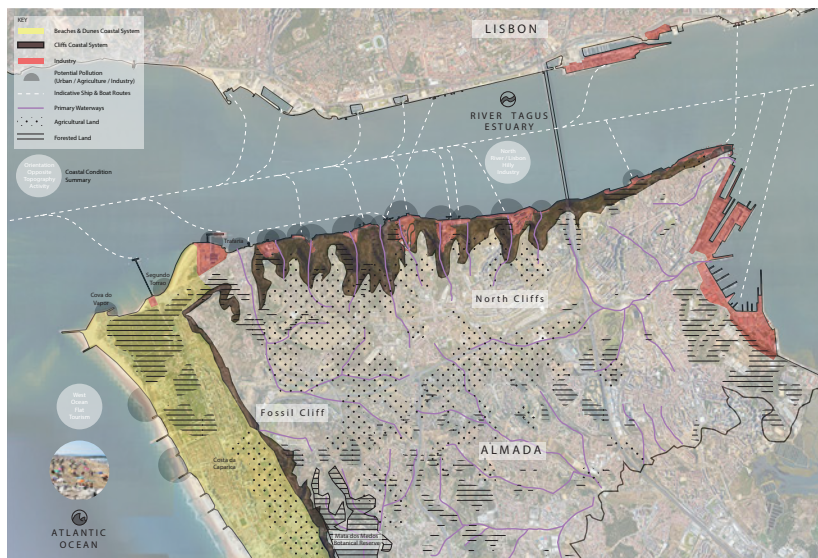 KEY
Beaches & Dunes Coastal System
Cliffs Coastal System
Industry
Potential Pollution
(Urban / Agriculture / Industry)
Indicative Ship & Boat Routes
Primary Waterways
Agricultural Land
Forested Land
Orientation
Opposite
Topography
Activity
Coastal Condition
Summary
LISBON
RIVER TAGUS
ESTUARY
North
River / Lisbon
Hilly
Industry
Trafaria
Segundo
Torrao
Cova do
Vapor
North Cliffs
West
Ocean
Flat
Tourism
Fossil Cliff
ALMADA
Costa da
Caparica
ATLANTIC
OCEAN
Mata dos Medos
Botanical Reserve